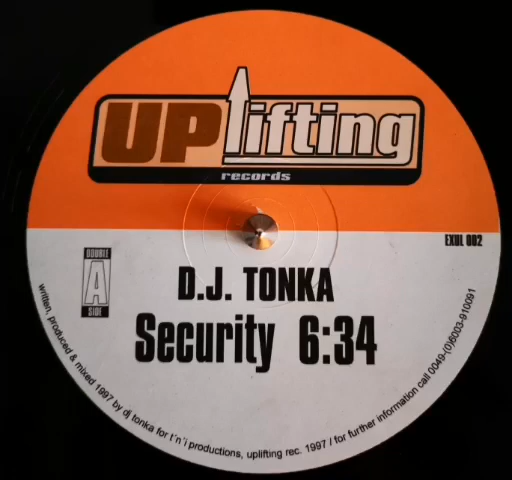 UPlifting
records
EXUL 002
DOUBLE
A
SIDE
D.J. TONKA
Security 6:34
written, produced & mixed 1997 by dj tonka for t'n'i productions, uplifting rec. 1997 / for further information call 0049-(0)6003-910091